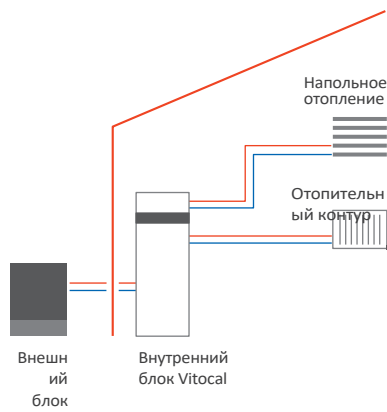 Напольное
отопление
Отопительн
ый контур
Внешн
ий
блок
Внутренний
блок Vitocal